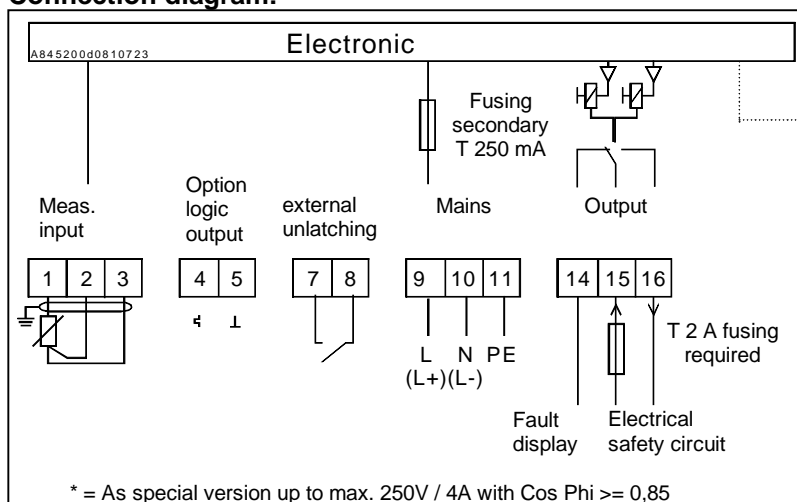 Connection diagram:
Electronic
A845200d0810723
Fusing
secondary
T 250 mA
Meas.
input
Option
logic
output
external
unlatching
Mains
Output
1 2 3
4 5
7 8
9 10 11
14 15 16
L N PE
(L+)(L-)
T 2 A fusing
required
Fault
display
Electrical
safety circuit
* = As special version up to max. 250V / 4A with Cos Phi >= 0,85